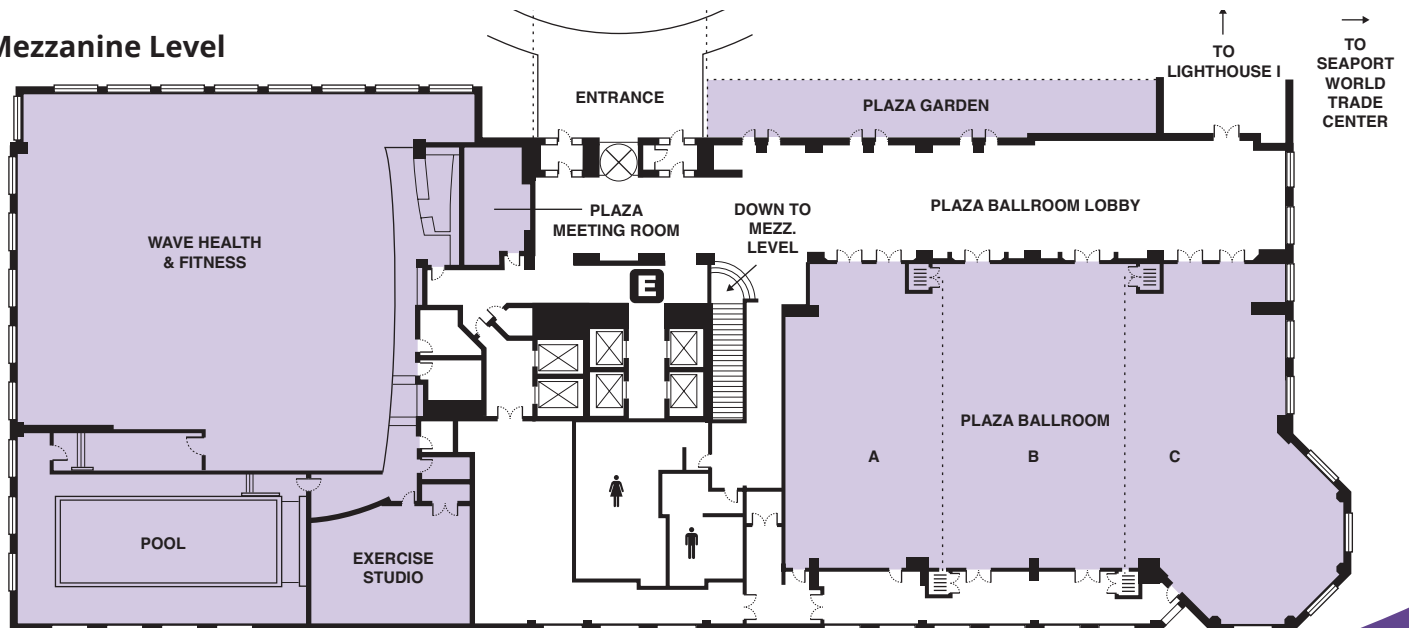 Mezzanine Level
TO
LIGHTHOUSE I
TO
SEAPORT
WORLD
TRADE
CENTER
ENTRANCE
PLAZA GARDEN
PLAZA
MEETING ROOM
DOWN TO
MEZZ.
LEVEL
PLAZA BALLROOM LOBBY
WAVE HEALTH
& FITNESS
E
PLAZA BALLROOM
A
B
C
POOL
EXERCISE
STUDIO